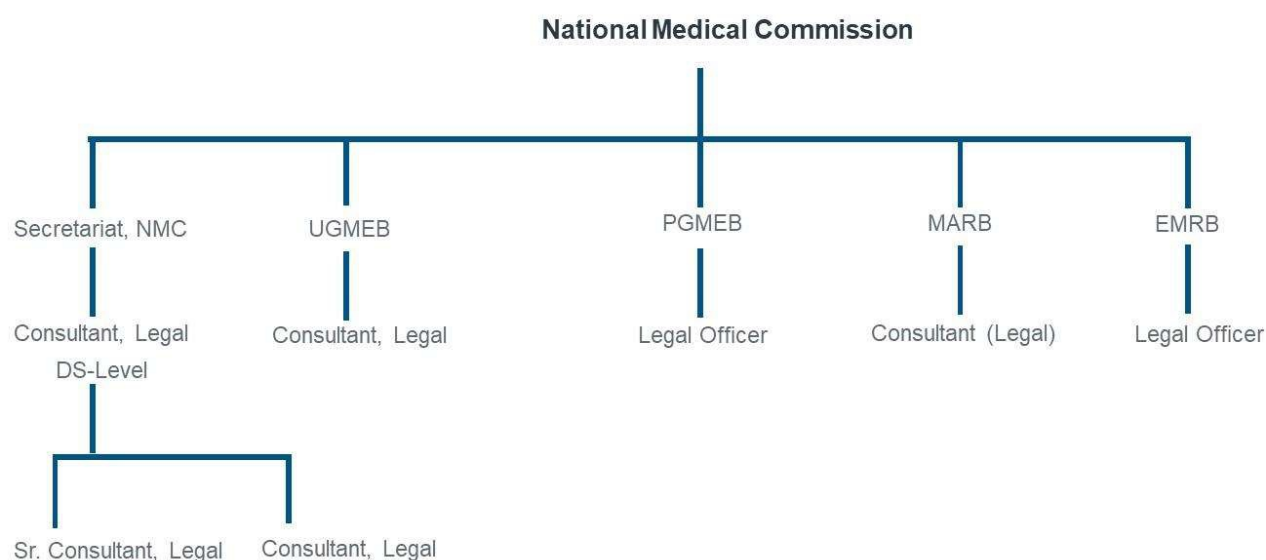 National Medical Commission
Secretariat, NMC
UGMEB
PGMEB
MARB
EMRB
Consultant, Legal
DS-Level
Consultant, Legal
Legal Officer
Consultant (Legal)
Legal Officer
Sr. Consultant, Legal
Consultant, Legal